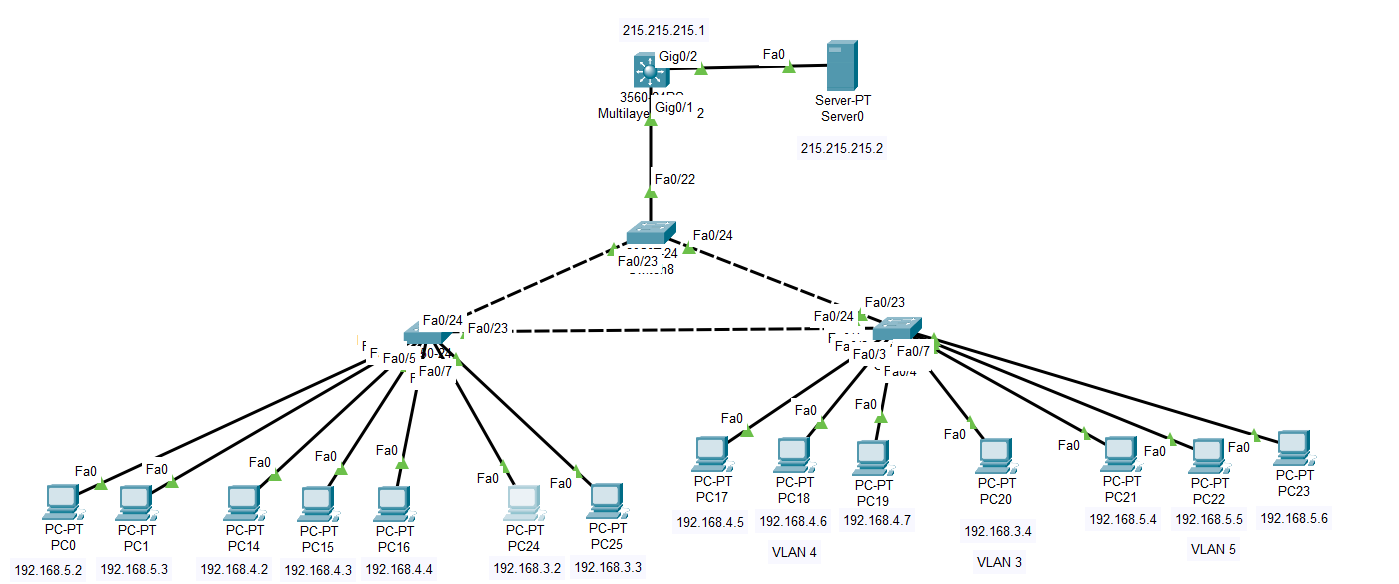 215.215.215.1
Gig0/2
Fa0
3560-24PS
Multilaye 2
Gig0/1
Server-PT
Server0
215.215.215.2
Fa0/22
Fa0/24
Fa0/23
Fa0/24
Fa0/23
Fa0/23
Fa0/24
Fa0/5
Fa0/7
Fa0/3
Fa0/7
Fa0/4
Fa0
Fa0
Fa0
Fa0
Fa0
Fa0
Fa0
Fa0
Fa0
Fa0
Fa0
Fa0
Fa0
Fa0
PC-PT
PC0
192.168.5.2
PC-PT
PC1
192.168.5.3
PC-PT
PC14
192.168.4.2
PC-PT
PC15
192.168.4.3
PC-PT
PC16
192.168.4.4
PC-PT
PC24
192.168.3.2
PC-PT
PC25
192.168.3.3
PC-PT
PC17
192.168.4.5
PC-PT
PC18
192.168.4.6
PC-PT
PC19
192.168.4.7
VLAN 4
PC-PT
PC20
192.168.3.4
VLAN 3
PC-PT
PC21
192.168.5.4
PC-PT
PC22
192.168.5.5
PC-PT
PC23
192.168.5.6
VLAN 5